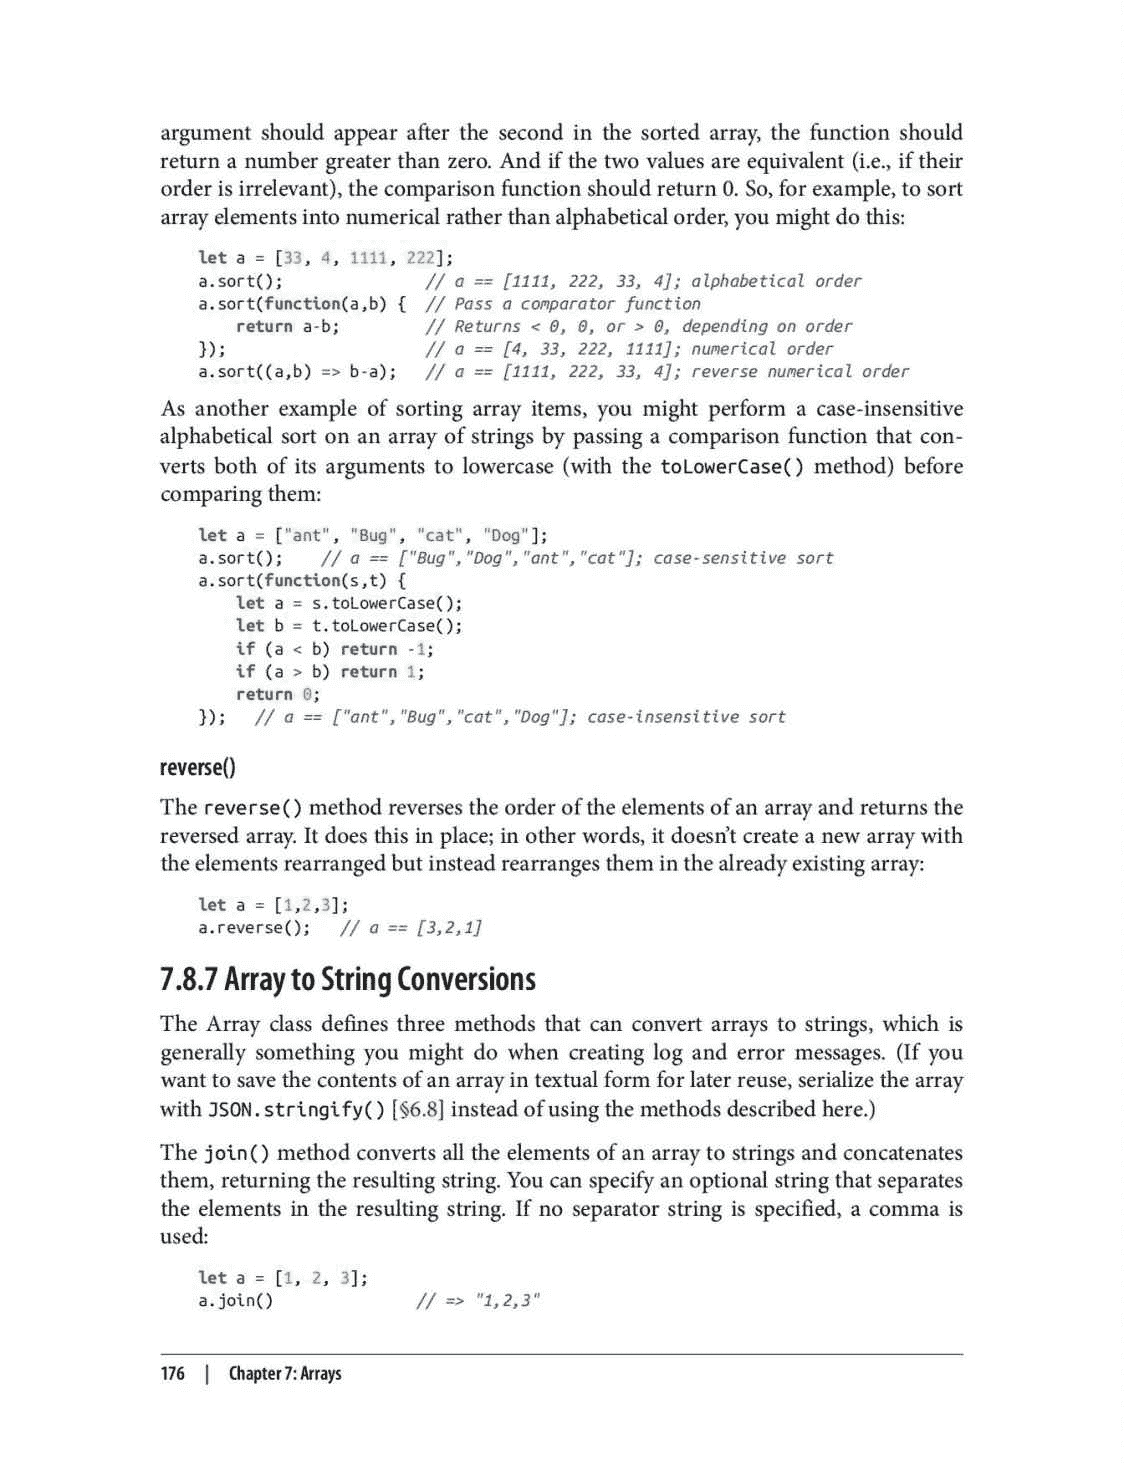 argument should appear after the second in the sorted array, the function should
return a number greater than zero. And if the two values are equivalent (i.e., if their
order is irrelevant), the comparison function should return 0. So, for example, to sort
array elements into numerical rather than alphabetical order, you might do this:
let a = [33, 4, 1111, 222];
a.sort();               // a == [1111, 222, 33, 4]; alphabetical order
a.sort(function(a,b) {  // Pass a comparator function
    return a-b;         // Returns < 0, 0, or > 0, depending on order
});                     // a == [4, 33, 222, 1111]; numerical order
a.sort((a,b) => b-a);   // a == [1111, 222, 33, 4]; reverse numerical order
As another example of sorting array items, you might perform a case-insensitive
alphabetical sort on an array of strings by passing a comparison function that con-
verts both of its arguments to lowercase (with the toLowerCase() method) before
comparing them:
let a = ["ant", "Bug", "cat", "Dog"];
a.sort();    // a == ["Bug","Dog","ant","cat"]; case-sensitive sort
a.sort(function(s,t) {
    let a = s.toLowerCase();
    let b = t.toLowerCase();
    if (a < b) return -1;
    if (a > b) return 1;
    return 0;
});   // a == ["ant","Bug","cat","Dog"]; case-insensitive sort
reverse()
The reverse() method reverses the order of the elements of an array and returns the
reversed array. It does this in place; in other words, it doesn’t create a new array with
the elements rearranged but instead rearranges them in the already existing array:
let a = [1,2,3];
a.reverse();   // a == [3,2,1]
7.8.7 Array to String Conversions
The Array class defines three methods that can convert arrays to strings, which is
generally something you might do when creating log and error messages. (If you
want to save the contents of an array in textual form for later reuse, serialize the array
with JSON.stringify() [§6.8] instead of using the methods described here.)
The join() method converts all the elements of an array to strings and concatenates
them, returning the resulting string. You can specify an optional string that separates
the elements in the resulting string. If no separator string is specified, a comma is
used:
let a = [1, 2, 3];
a.join()               // => "1,2,3"
176 | Chapter 7: Arrays